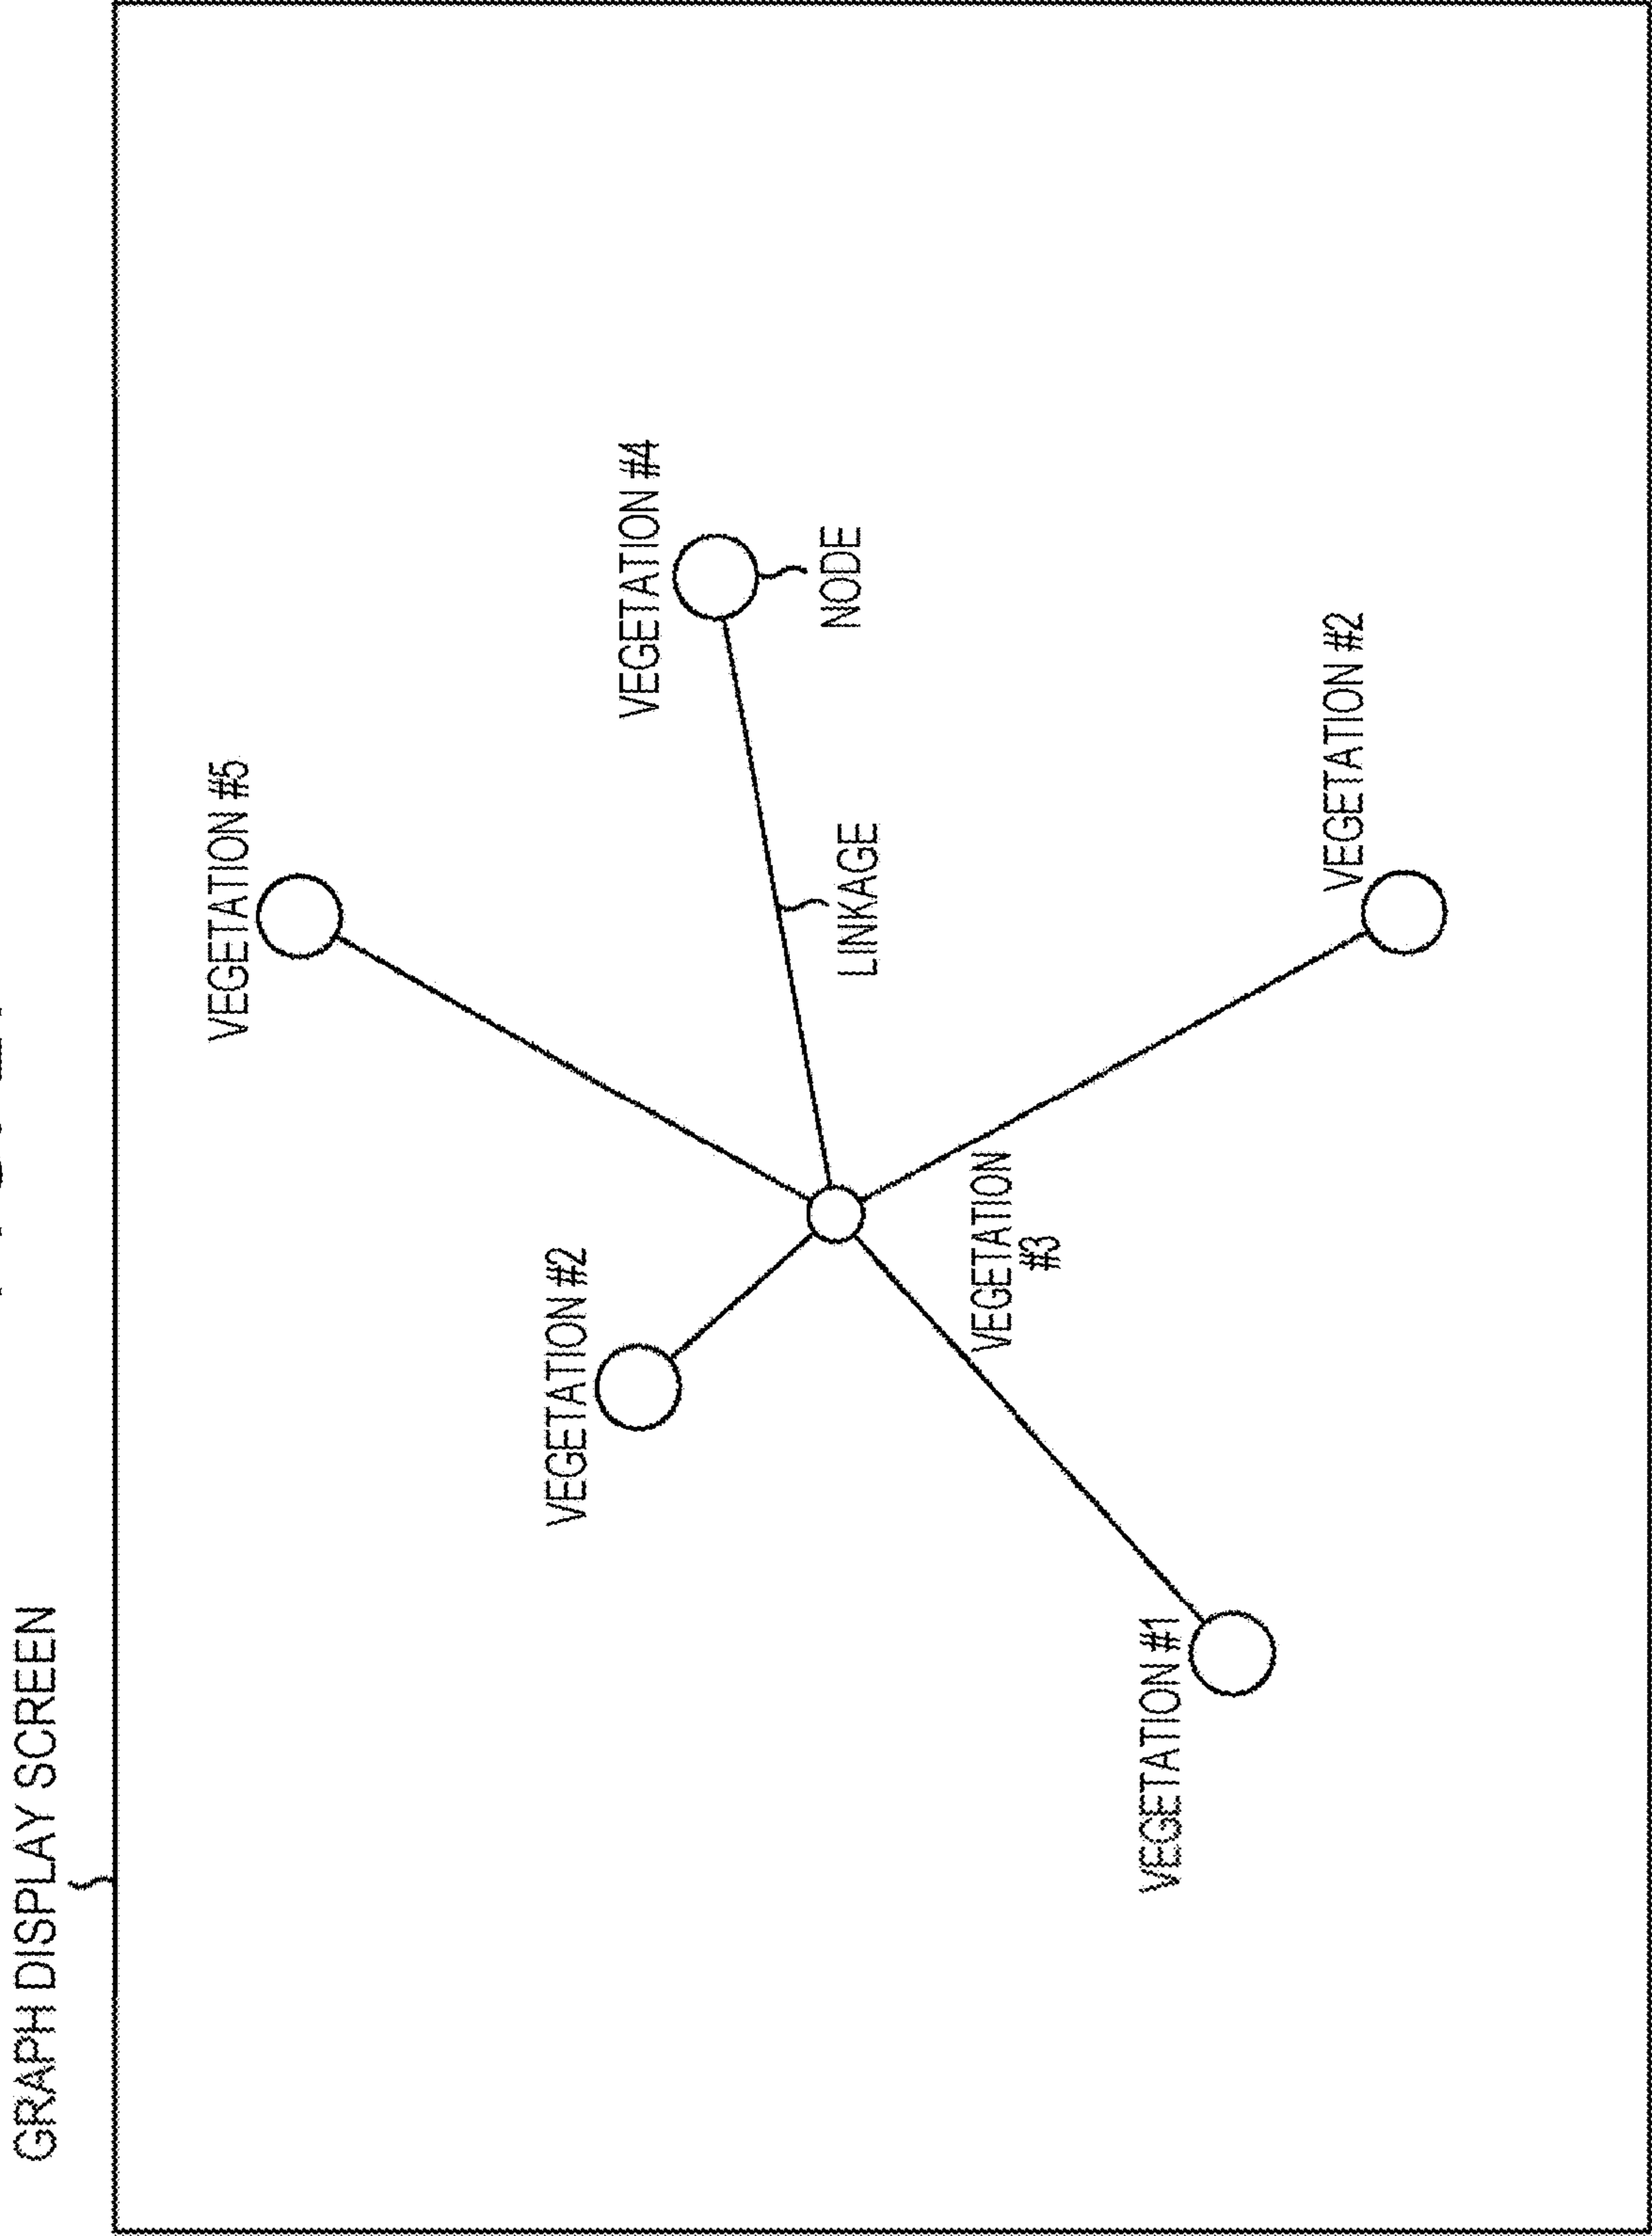 GRAPH DISPLAY SCREEN
VEGETATION #5
VEGETATION #2
VEGETATION #4
NODE
LINKAGE
VEGETATION
#3
VEGETATION #1
VEGETATION #2